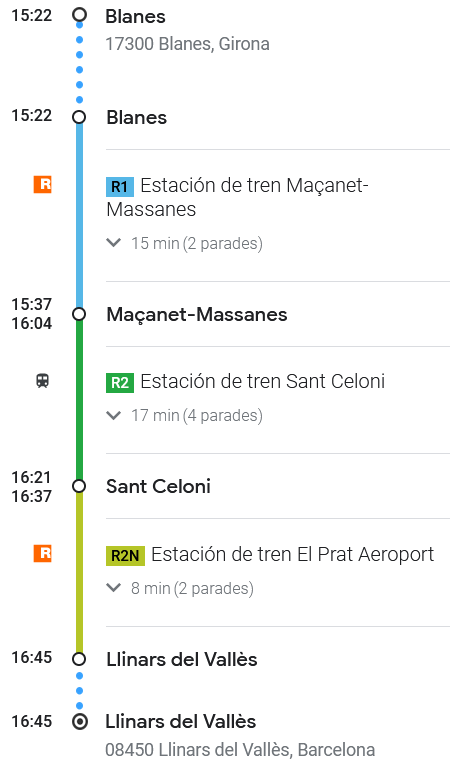 15:22 Blanes
17300 Blanes, Girona
15:22 Blanes
R R1 Estación de tren Maçanet-
Massanes
15 min (2 parades)
15:37
16:04 Maçanet-Massanes
R2 Estación de tren Sant Celoni
17 min (4 parades)
16:21
16:37 Sant Celoni
R R2N Estación de tren El Prat Aeroport
8 min (2 parades)
16:45 Llinars del Vallès
16:45 Llinars del Vallès
08450 Llinars del Vallès, Barcelona